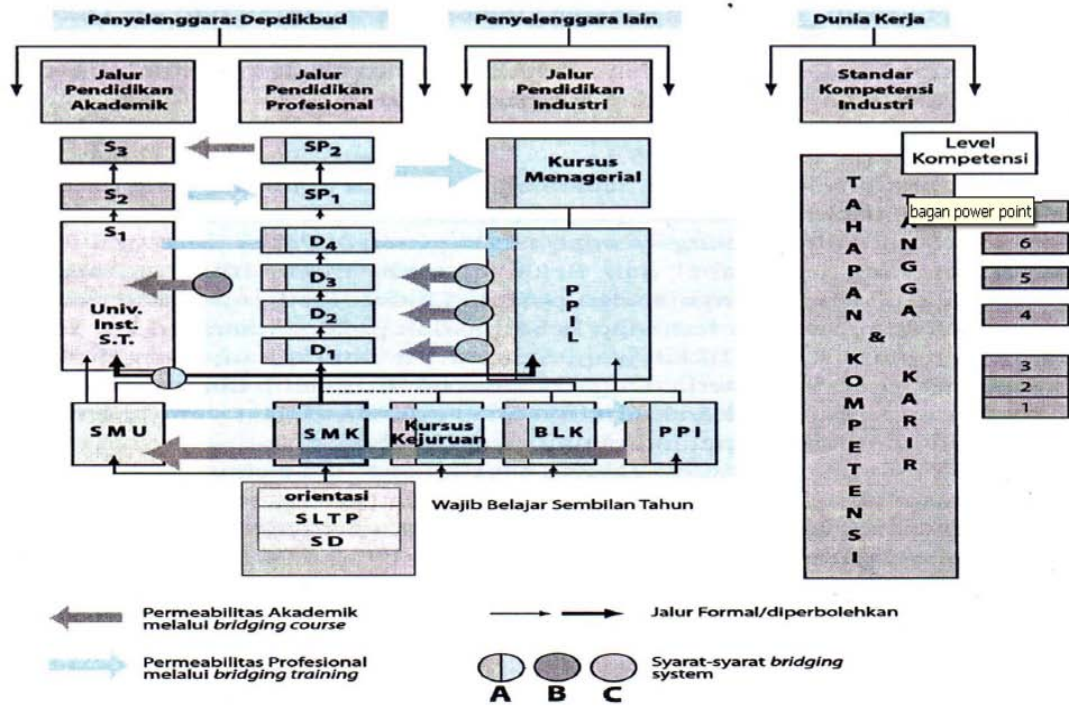 Penyelenggara: Depdikbud
Penyelenggara lain
Dunia Kerja
Jalur
Pendidikan
Akademik
Jalur
Pendidikan
Profesional
Jalur
Pendidikan
Industri
Standar
Kompetensi
Industri
S3
SP2
Kursus
Menagerial
S2
SP1
S1
D4
D3
D2
D1
Univ.
Inst.
S.T.
PPIL
Level
Kompetensi
bagan power point
6
5
4
3
2
1
TAHAPAN KOMPETENSI
&
TANGGA KARIR
SMU
SMK
Kursus
Kejuruan
BLK
PPI
orientasi
SLTP
SD
Wajib Belajar Sembilan Tahun
Permeabilitas Akademik
melalui bridging course
Jalur Formal/diperbolehkan
Permeabilitas Profesional
melalui bridging training
Syarat-syarat bridging
system
A B C